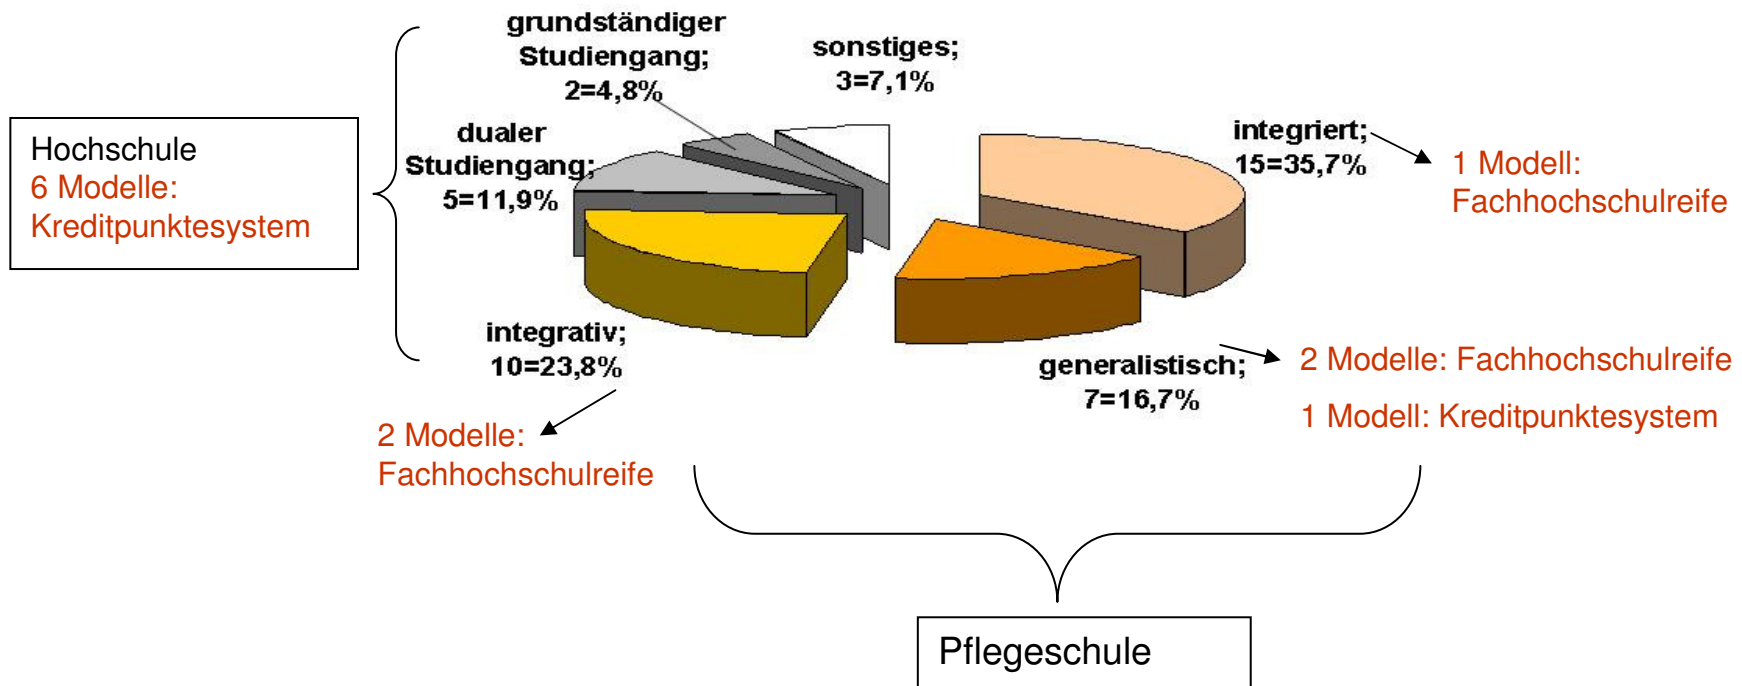 grundständiger
Studiengang;
2=4,8%
sonstiges;
3=7,1%
Hochschule
6 Modelle:
Kreditpunktesystem
dualer
Studiengang;
5=11,9%
integriert;
15=35,7%
1 Modell:
Fachhochschulreife
integrativ;
10=23,8%
generalistisch;
7=16,7%
2 Modelle: Fachhochschulreife
1 Modell: Kreditpunktesystem
2 Modelle:
Fachhochschulreife
Pflegeschule